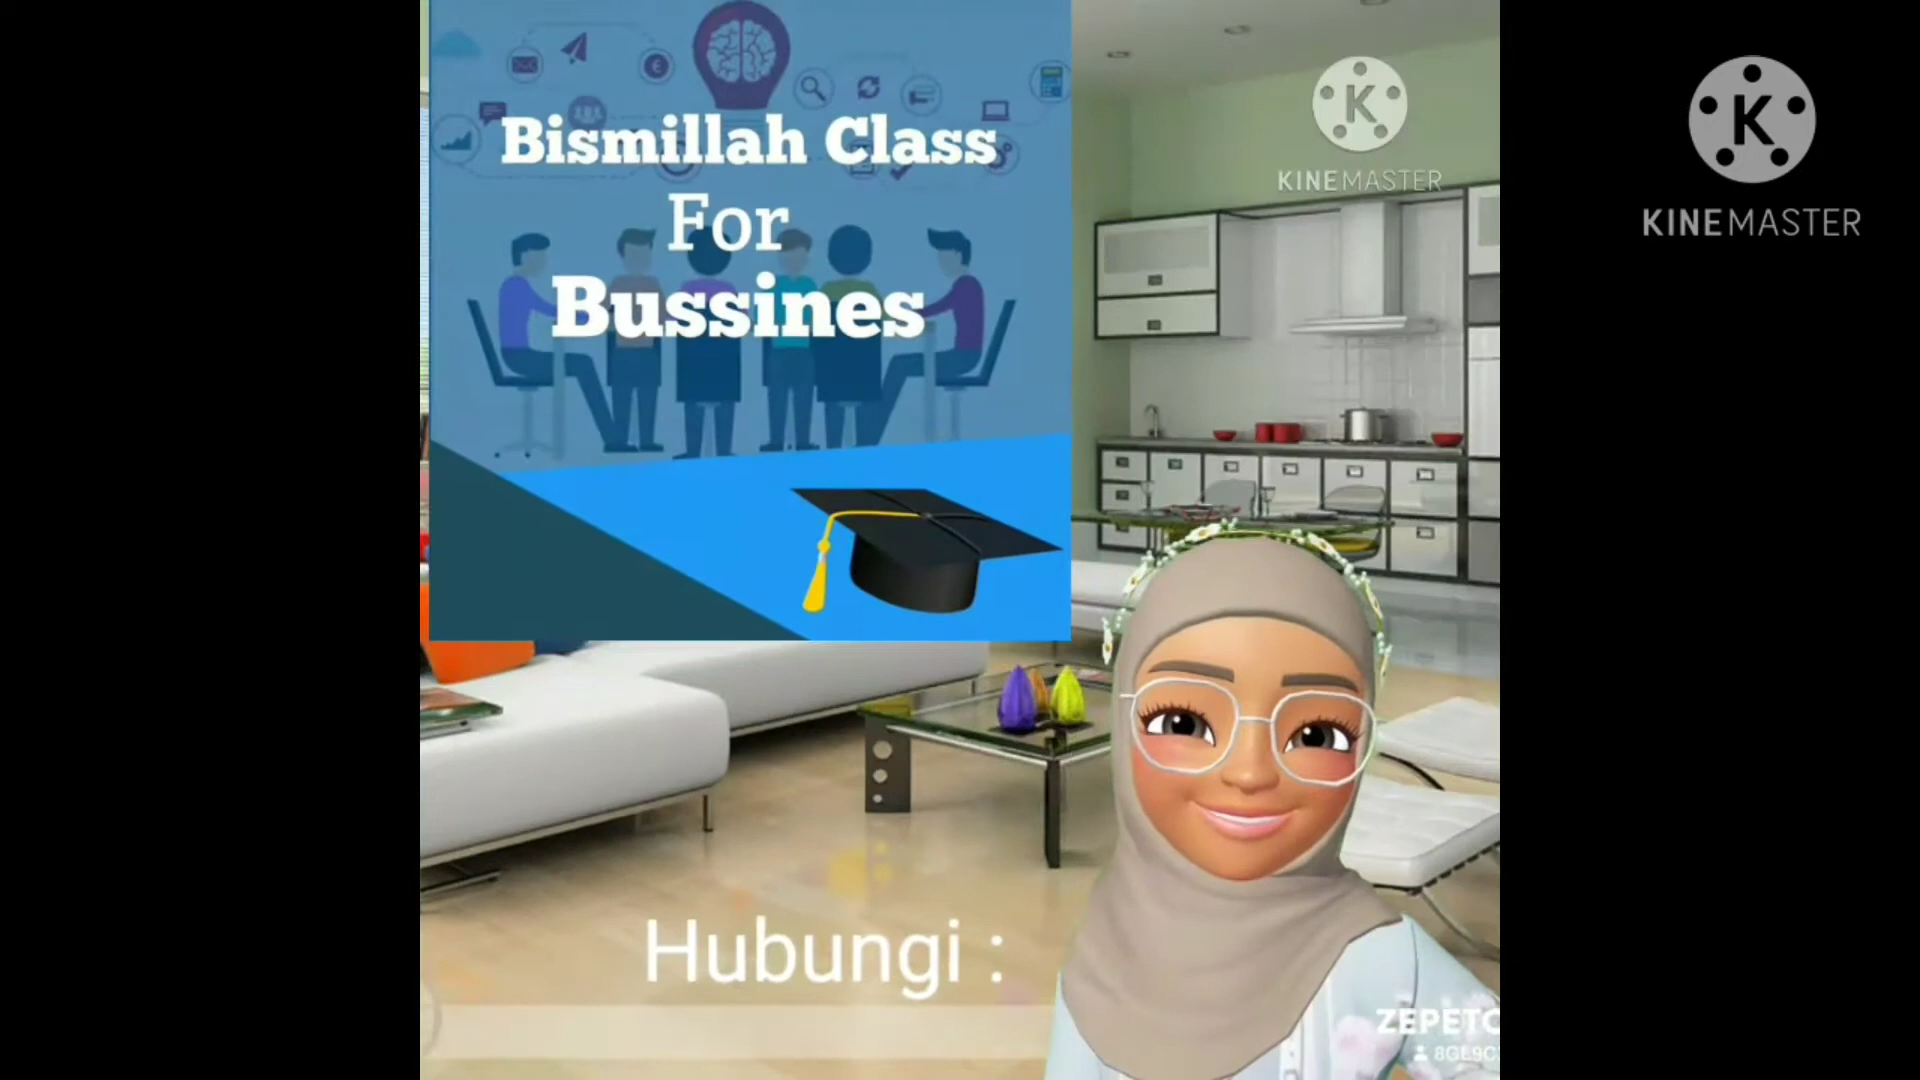 Bismillah Class
For
Bussines
KINEMASTER
KINEMASTER
Hubungi :
ZEPETO